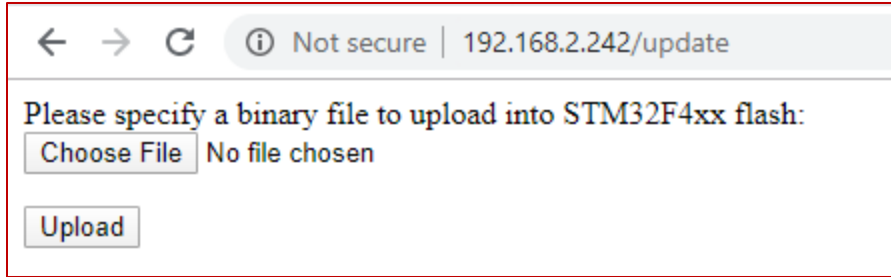 Not secure | 192.168.2.242/update
Please specify a binary file to upload into STM32F4xx flash:
Choose File No file chosen
Upload